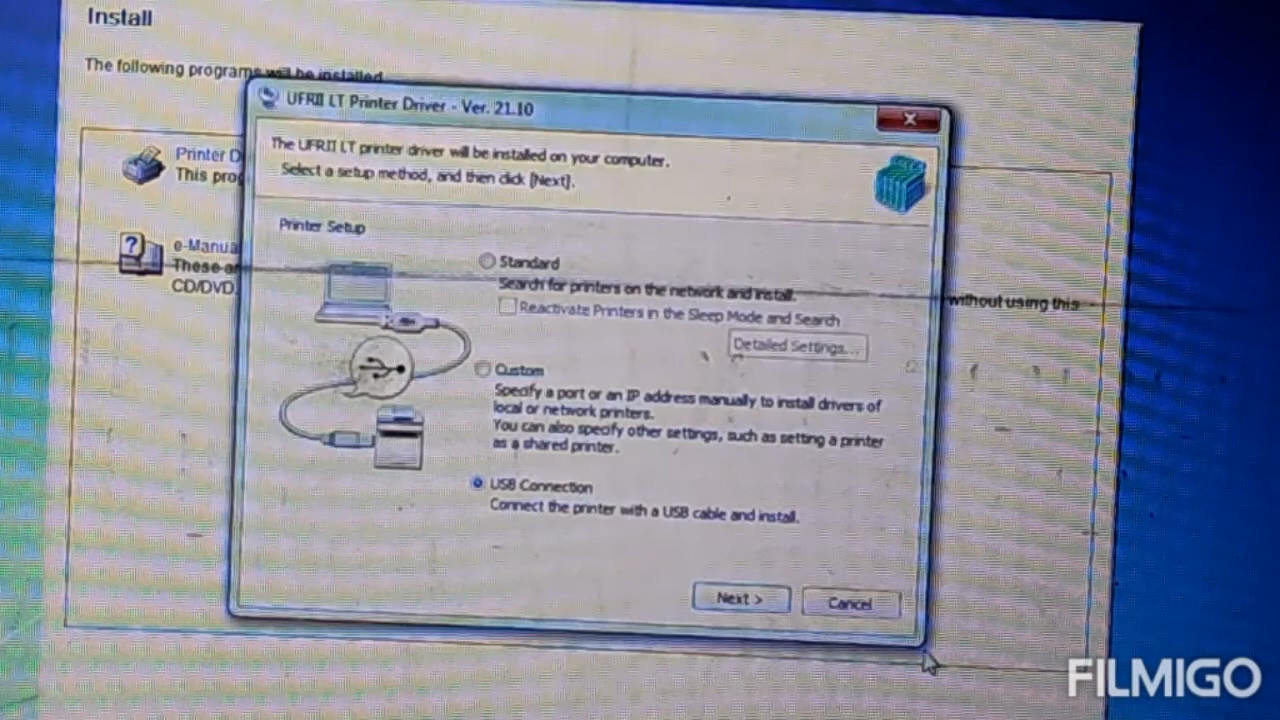 Install
The following programs will be installed
UFRII LT Printer Driver - Ver. 21.10
The UFRII LT printer driver will be installed on your computer.
Select a setup method, and then click [Next].
Printer D
This prog
e-Manua
These ar
CD/DVD
without using this
Printer Setup
Standard
Search for printers on the network and install.
Reactivate Printers in the Sleep Mode and Search
Detailed Settings...
Custom
Specify a port or an IP address manually to install drivers of
local or network printers.
You can also specify other settings, such as setting a printer
as a shared printer.
USB Connection
Connect the printer with a USB cable and install.
Next >
Cancel
FILMIGO